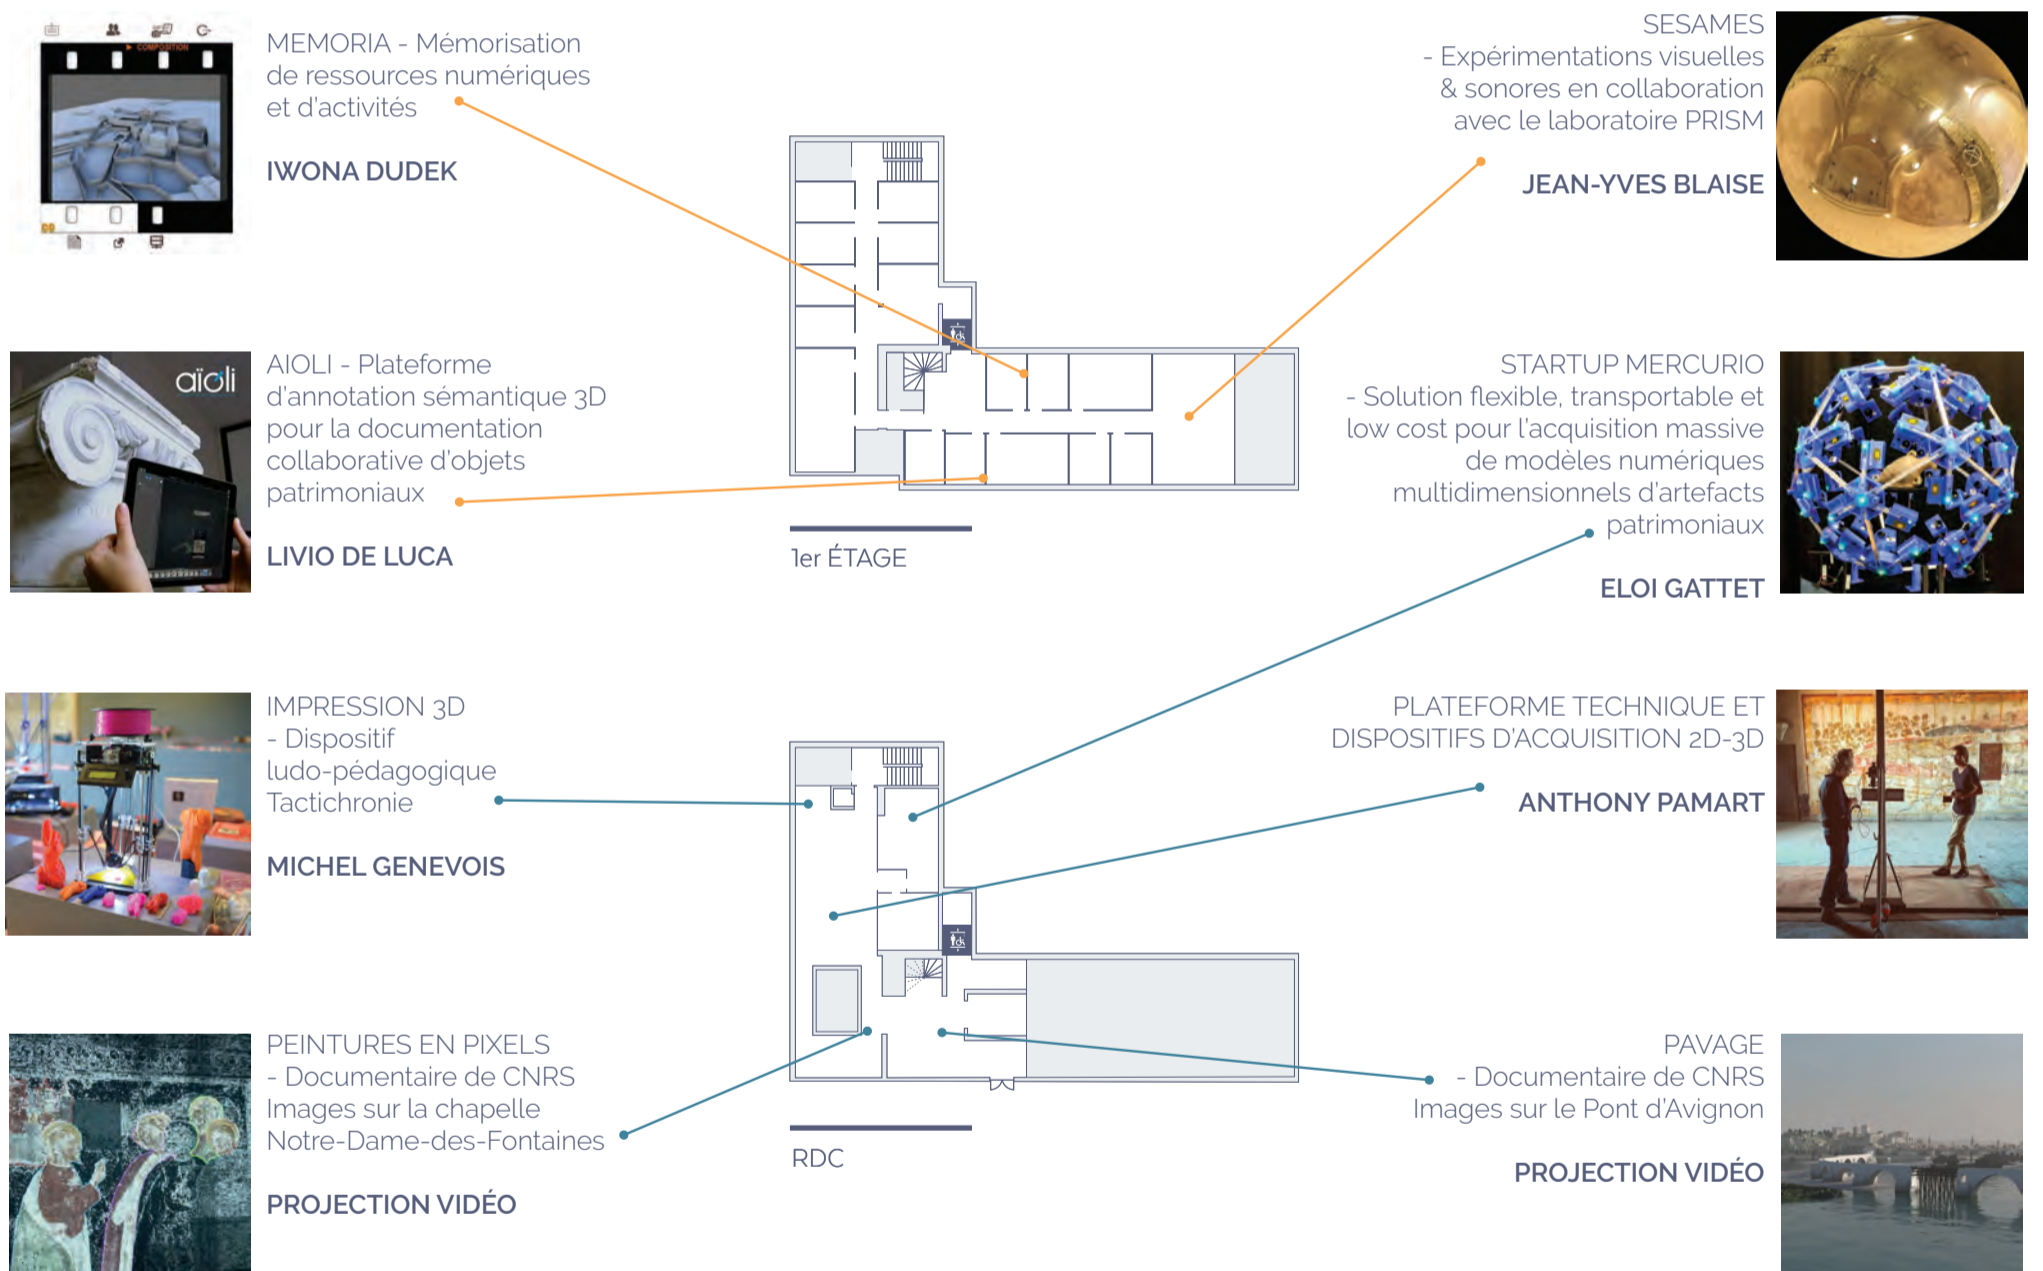 COMPOSITION
MEMORIA - Mémorisation
de ressources numériques
et d'activités
IWONA DUDEK
SESAMES
- Expérimentations visuelles
& sonores en collaboration
avec le laboratoire PRISM
JEAN-YVES BLAISE
aïoli
AIOLI - Plateforme
d'annotation sémantique 3D
pour la documentation
collaborative d'objets
patrimoniaux
LIVIO DE LUCA
1er ÉTAGE
STARTUP MERCURIO
- Solution flexible, transportable et
low cost pour l'acquisition massive
de modèles numériques
multidimensionnels d'artefacts
patrimoniaux
ELOI GATTET
IMPRESSION 3D
- Dispositif
ludo-pédagogique
Tactichronie
MICHEL GENEVOIS
PLATEFORME TECHNIQUE ET
DISPOSITIFS D'ACQUISITION 2D-3D
ANTHONY PAMART
PEINTURES EN PIXELS
- Documentaire de CNRS
Images sur la chapelle
Notre-Dame-des-Fontaines
PROJECTION VIDÉO
RDC
PAVAGE
- Documentaire de CNRS
Images sur le Pont d'Avignon
PROJECTION VIDÉO